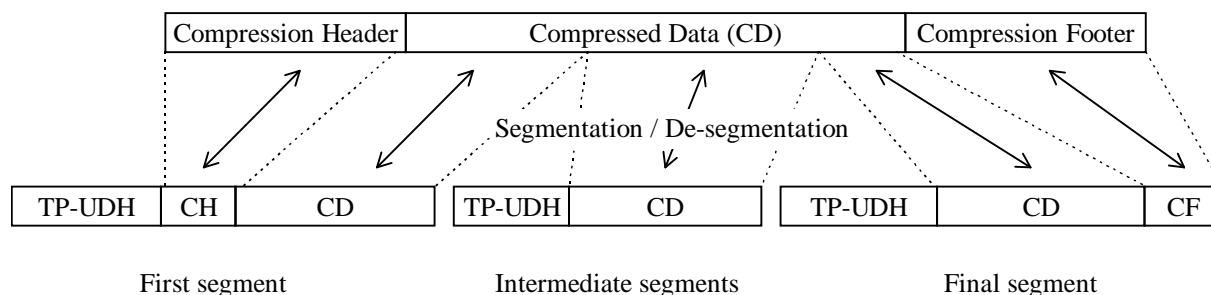 Compression Header Compressed Data (CD) Compression Footer
Segmentation / De-segmentation
TP-UDH CH CD TP-UDH CD TP-UDH CD CF
First segment Intermediate segments Final segment